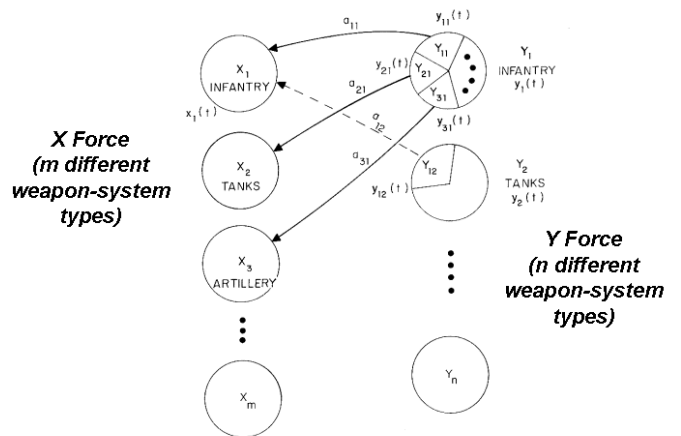 y₁₁(t)
a₁₁
X₁
INFANTRY
x₁(t)
Y₁₁
y₂₁(t)
Y₂₁
Y₃₁
y₃₁(t)
Y₁
INFANTRY
y₁(t)
a₂₁
a₁₂
a₃₁
X Force
(m different
weapon-system
types)
X₂
TANKS
Y₁₂
y₁₂(t)
Y₂
TANKS
y₂(t)
X₃
ARTILLERY
Y Force
(n different
weapon-system
types)
Xₘ
Yₙ